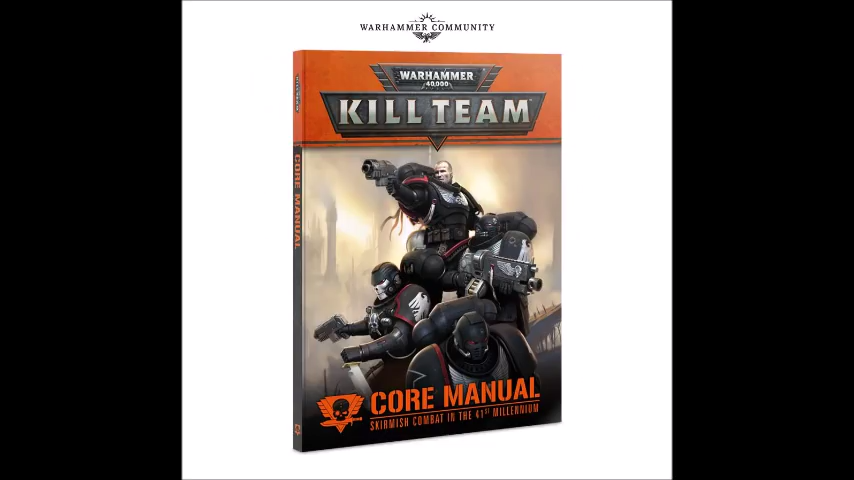 WARHAMMER COMMUNITY
WARHAMMER
40,000
KILL TEAM
CORE MANUAL
CORE MANUAL
SKIRMISH COMBAT IN THE 41ST MILLENNIUM